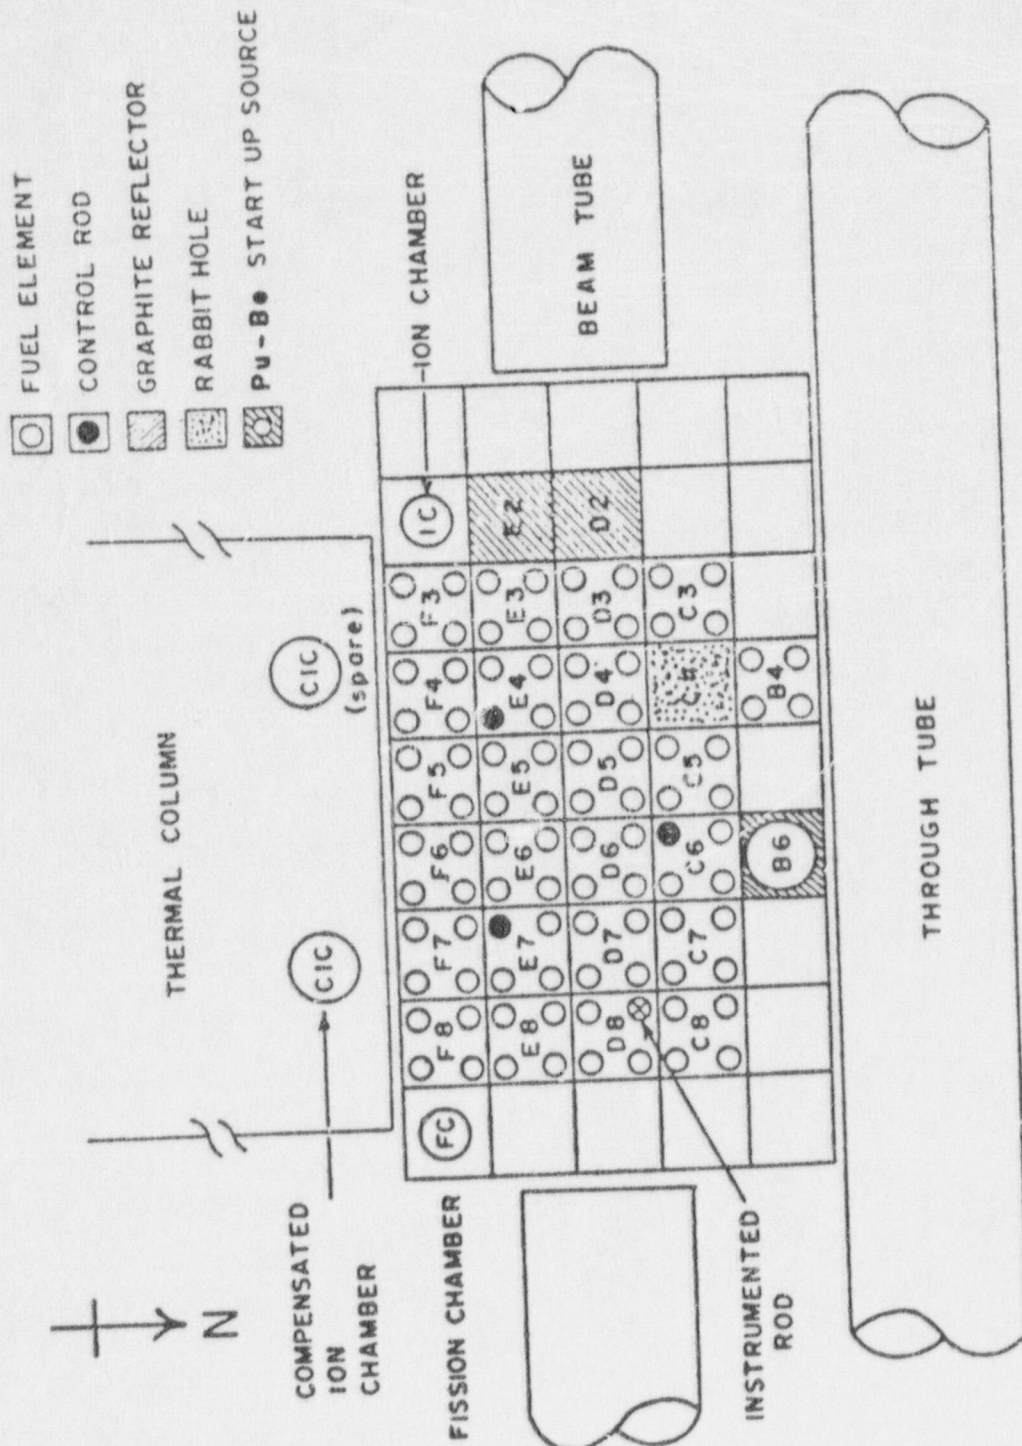 FUEL ELEMENT
CONTROL ROD
GRAPHITE REFLECTOR
RABBIT HOLE
Pu-Be START UP SOURCE
THERMAL COLUMN
N
COMPENSATED
ION
CHAMBER
CIC
CIC
(spare)
ION CHAMBER
FISSION CHAMBER
FC
F8
F7
F6
F5
F4
F3
IC
E8
E7
E6
E5
E4
E3
E2
D8
D7
D6
D5
D4
D3
D2
C8
C7
C6
C5
C4
C3
B6
B4
BEAM TUBE
INSTRUMENTED
ROD
THROUGH TUBE